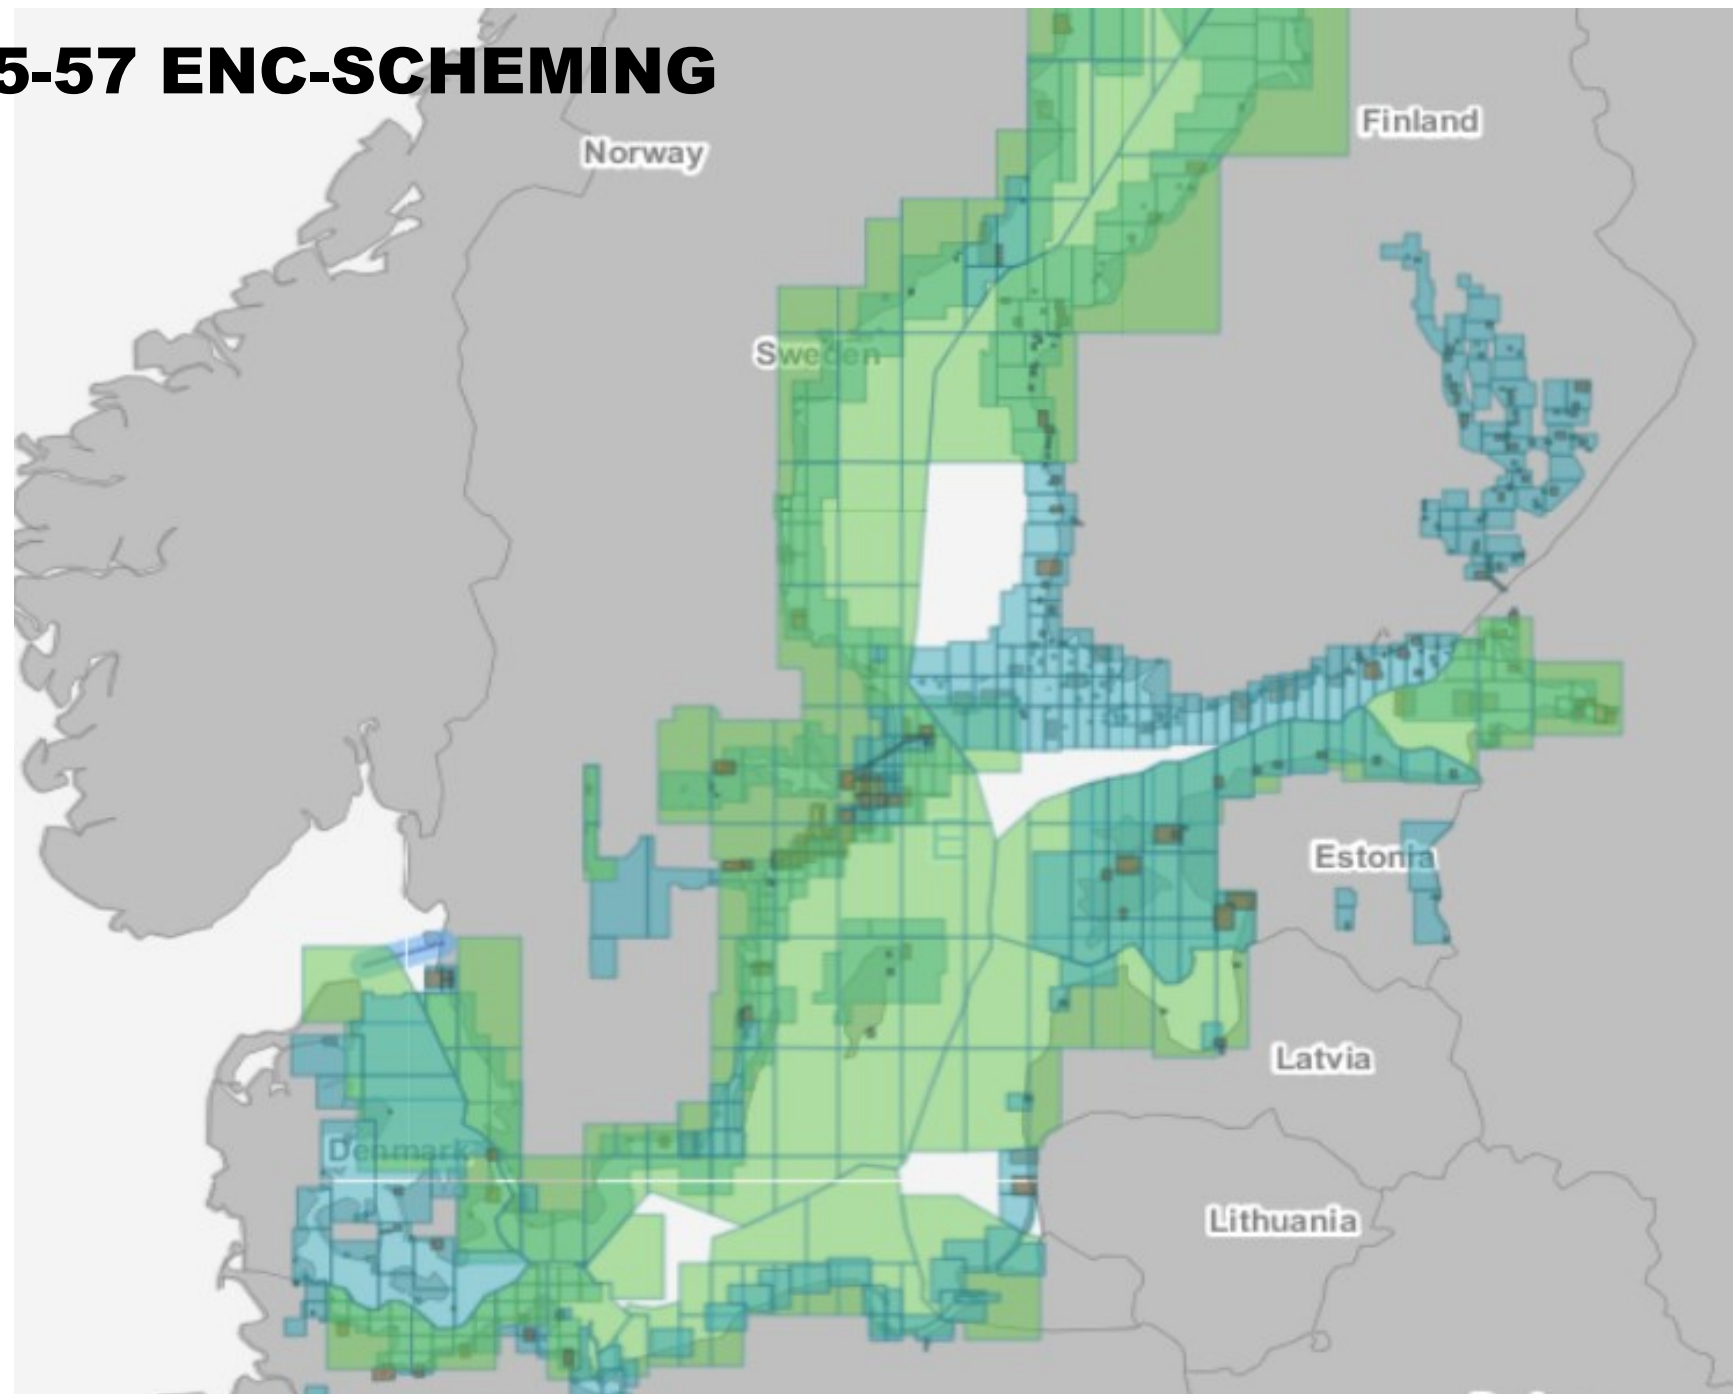 5-57 ENC-SCHEMING
Finland
Norway
Sweden
Estonia
Latvia
Denmark
Lithuania